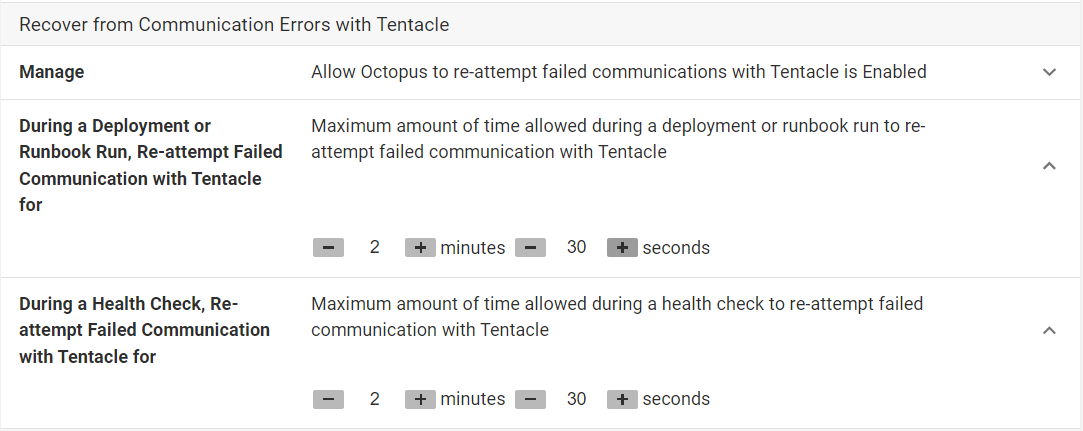 Recover from Communication Errors with Tentacle
Manage
Allow Octopus to re-attempt failed communications with Tentacle is Enabled
During a Deployment or
Runbook Run, Re-attempt Failed
Communication with Tentacle
for
Maximum amount of time allowed during a deployment or runbook run to re-
attempt failed communication with Tentacle
− 2 + minutes − 30 + seconds
During a Health Check, Re-
attempt Failed Communication
with Tentacle for
Maximum amount of time allowed during a health check to re-attempt failed
communication with Tentacle
− 2 + minutes − 30 + seconds